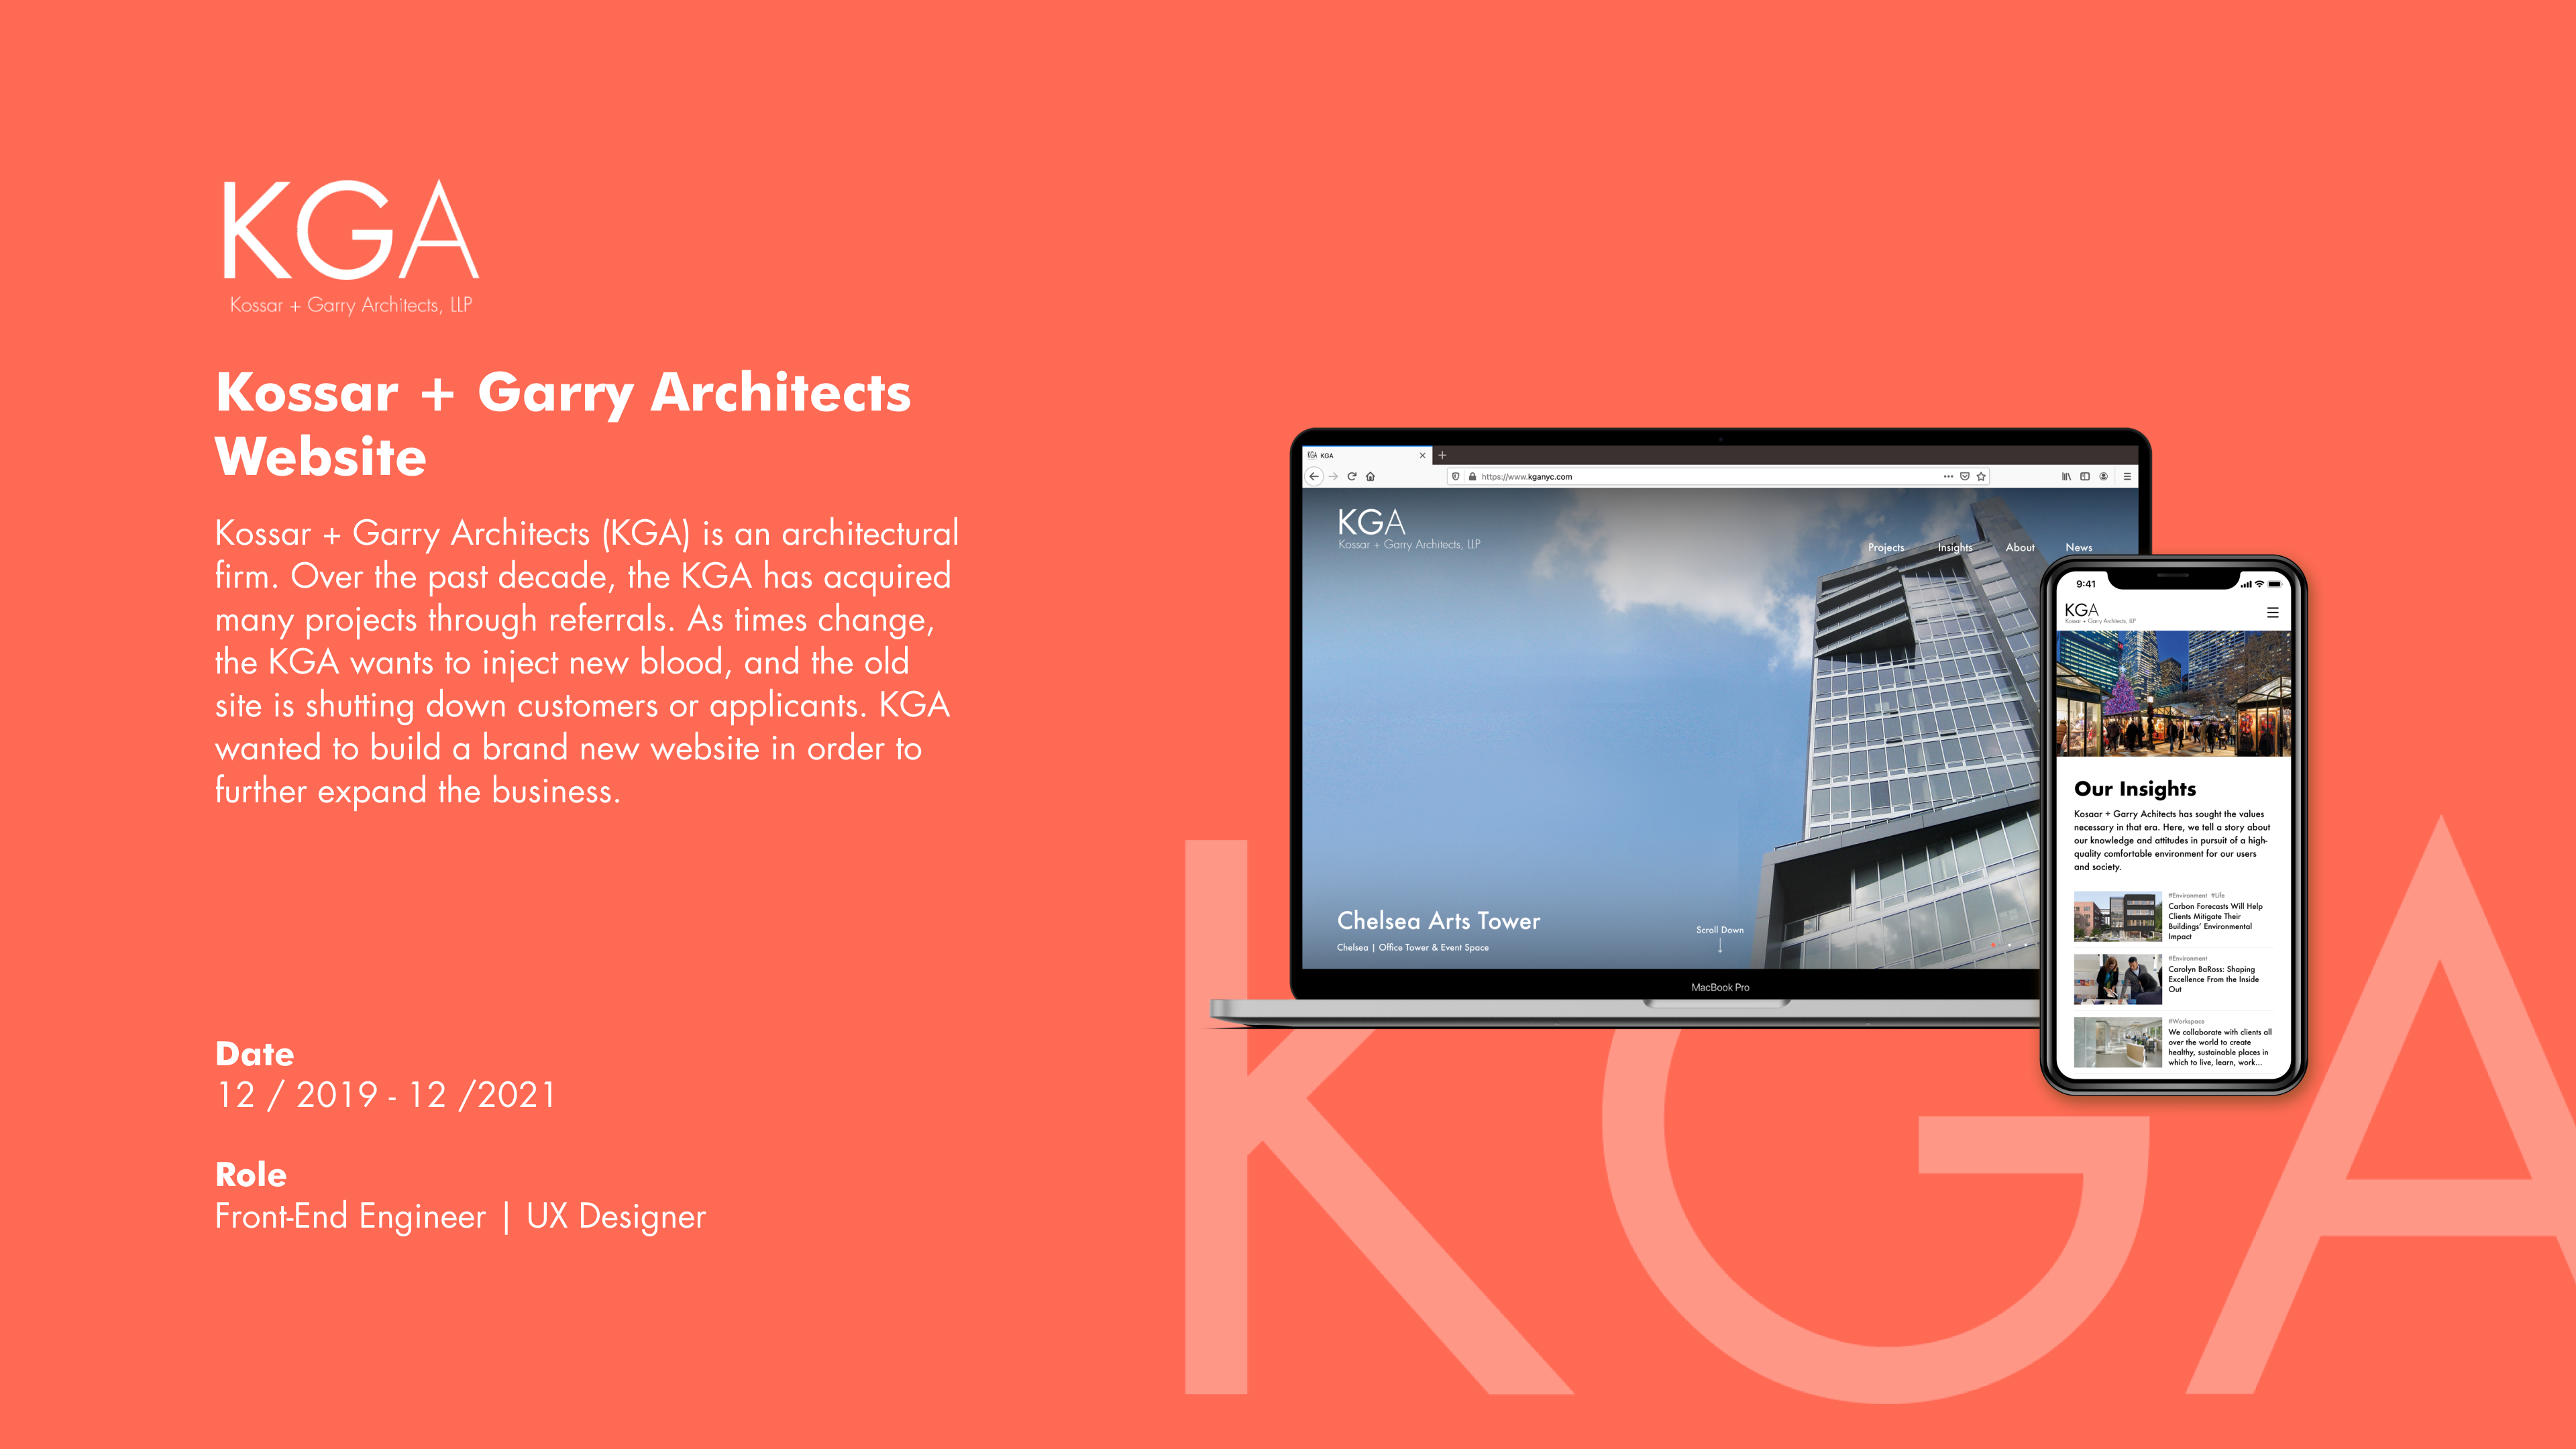 KGA
Kossar + Garry Architects, LLP
Kossar + Garry Architects
Website
Kossar + Garry Architects (KGA) is an architectural
firm. Over the past decade, the KGA has acquired
many projects through referrals. As times change,
the KGA wants to inject new blood, and the old
site is shutting down customers or applicants. KGA
wanted to build a brand new website in order to
further expand the business.
Date
12 / 2019 - 12 /2021
Role
Front-End Engineer | UX Designer
KGA KGA
https://www.kganyc.com
KGA
Kossar + Garry Architects, LLP
Projects Insights About News
Chelsea Arts Tower
Chelsea | Office Tower & Event Space
Scroll Down
MacBook Pro
9:41
KGA
Kossar + Garry Architects, LLP
Our Insights
Kosaar + Garry Achitects has sought the values
necessary in that era. Here, we tell a story about
our knowledge and attitudes in pursuit of a high-
quality comfortable environment for our users
and society.
#Environment #Life
Carbon Forecasts Will Help
Clients Mitigate Their
Buildings' Environmental
Impact
#Environment
Carolyn BaRoss: Shaping
Excellence From the Inside
Out
#Workspace
We collaborate with clients all
over the world to create
healthy, sustainable places in
which to live, learn, work...
KGA